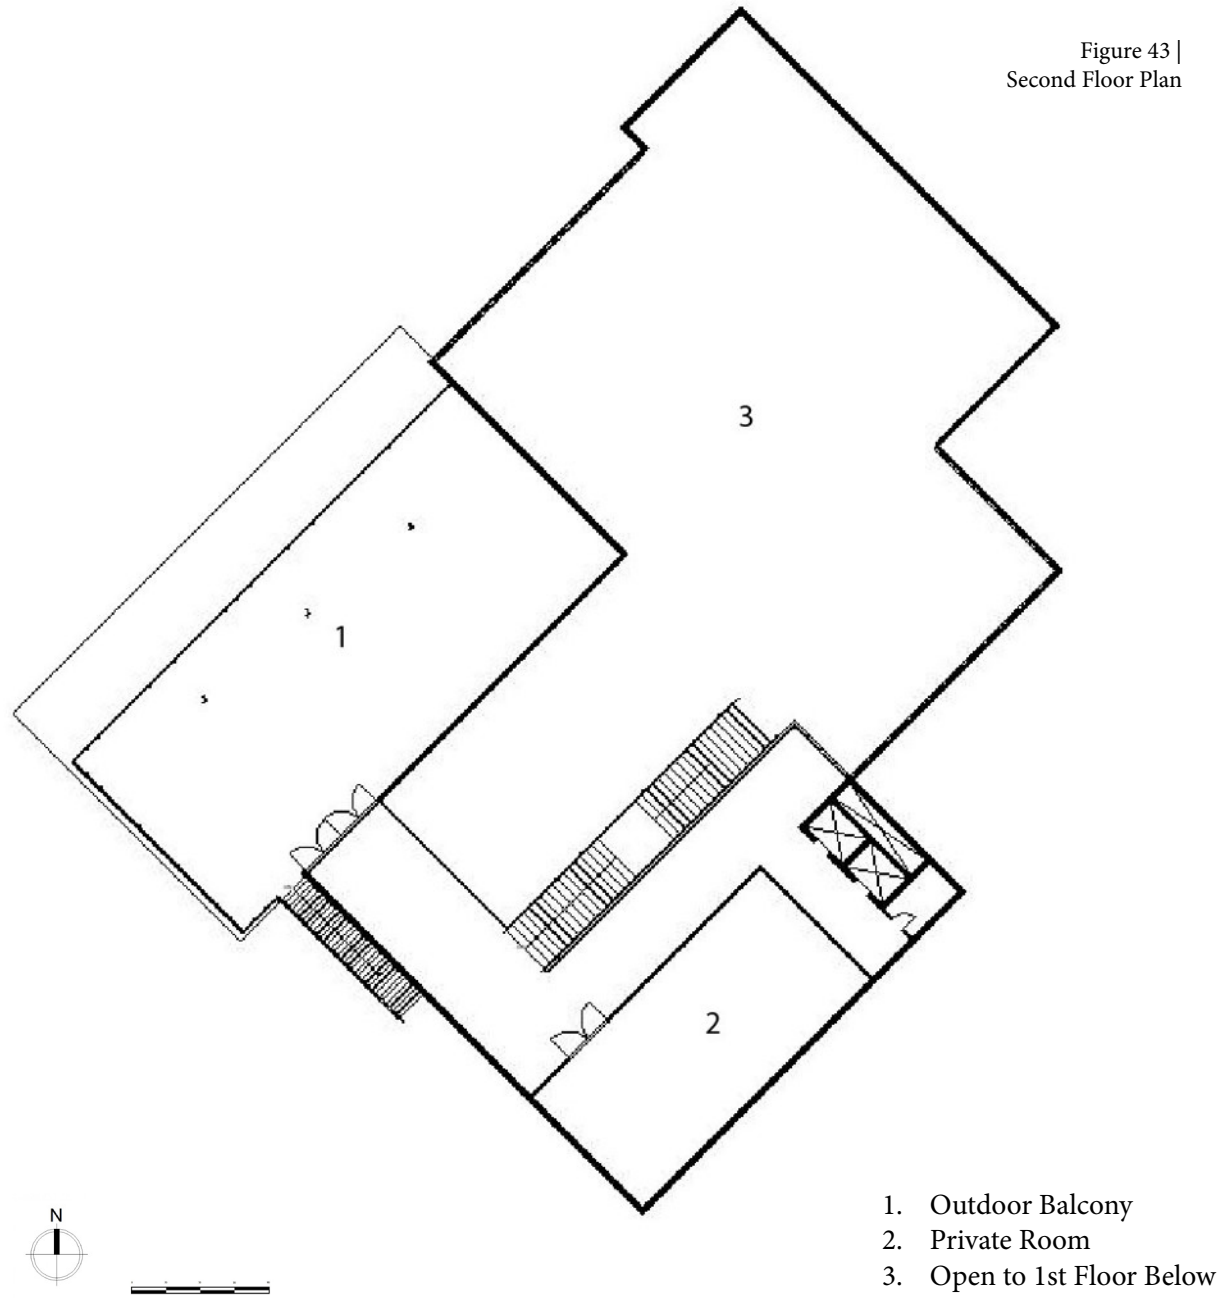 Figure 43 |
Second Floor Plan
3
1
2
N
1. Outdoor Balcony
2. Private Room
3. Open to 1st Floor Below